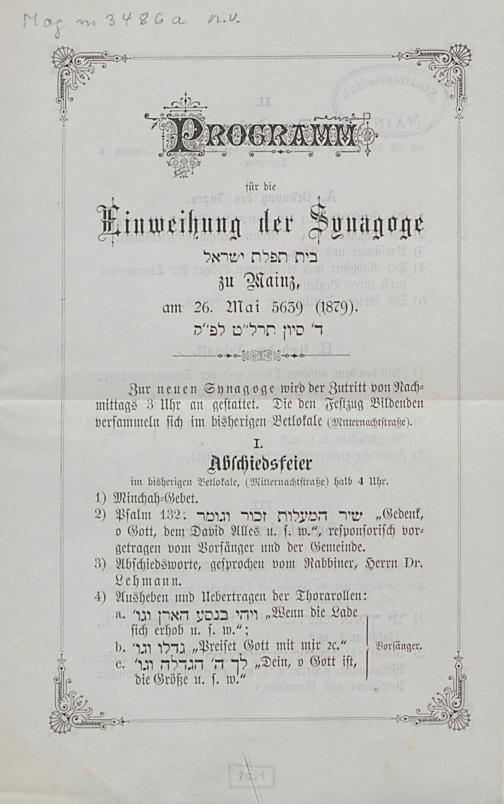 Mag m 3486a n.v.
PROGRAMM
für die
Einweihung der Synagoge
בית תפלת ישראל
zu Mainz,
am 26. Mai 5639 (1879).
ד' סיון תרל"ט לפ"ק
Zur neuen Synagoge wird der Zutritt von Nach=
mittags 3 Uhr an gestattet. Die den Festzug Bildenden
versammeln sich im bisherigen Betlokale (Mitternachtstraße).
I.
Abschiedsfeier
im bisherigen Betlokale, (Mitternachtstraße) halb 4 Uhr.
1) Minchah-Gebet.
2) Psalm 132: שיר המעלות זכור וגומר „Gedenk,
o Gott, dem David Alles u. s. w.“, responsorisch vor-
getragen vom Vorsänger und der Gemeinde.
3) Abschiedsworte, gesprochen vom Rabbiner, Herrn Dr.
Lehmann.
4) Ausheben und Uebertragen der Thorarollen:
a. ויהי בנסע הארן וגו' „Wenn die Lade
sich erhob u. s. w.“;
b. גדלו וגו' „Preiset Gott mit mir ꝛc.“
Vorsänger.
c. לך ה' הגדלה וגו' „Dein, o Gott ist,
die Größe u. s. w.“